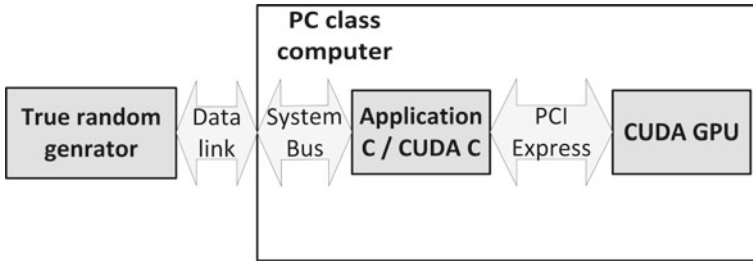 PC class
computer
True random
genrator
Data
link
System
Bus
Application
C / CUDA C
PCI
Express
CUDA GPU